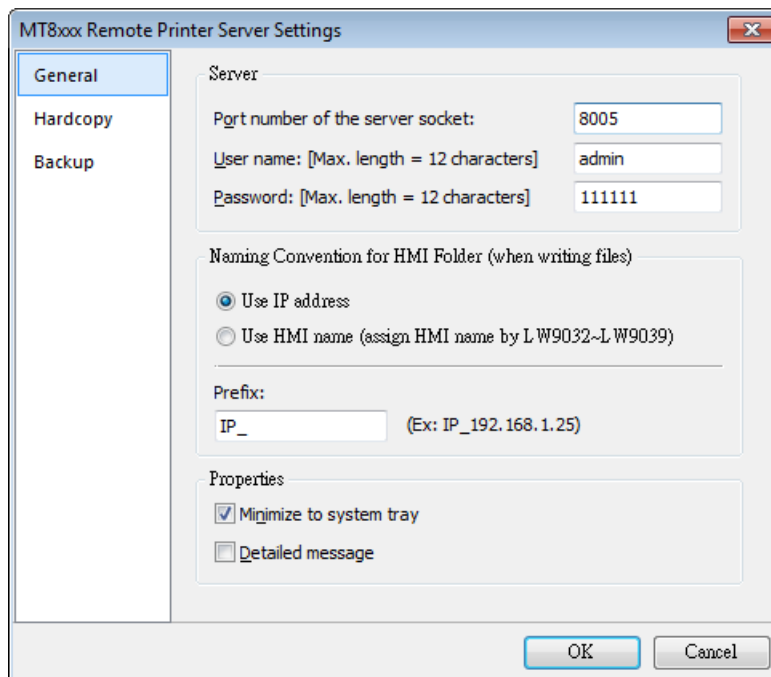 MT8xxx Remote Printer Server Settings
General
Hardcopy
Backup
Server
Port number of the server socket: 8005
User name: [Max. length = 12 characters] admin
Password: [Max. length = 12 characters] 111111
Naming Convention for HMI Folder (when writing files)
Use IP address
Use HMI name (assign HMI name by LW9032~LW9039)
Prefix:
IP_ (Ex: IP_192.168.1.25)
Properties
Minimize to system tray
Detailed message
OK Cancel